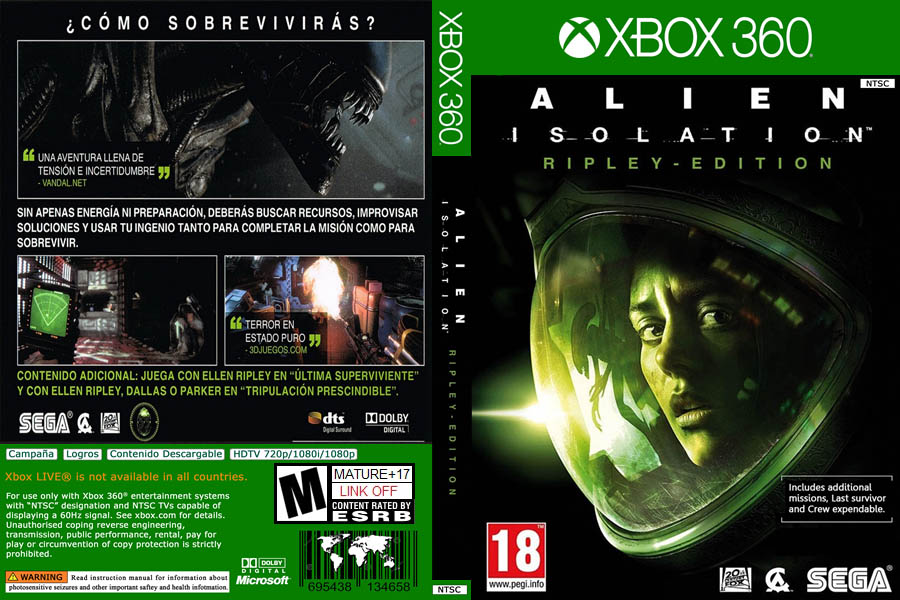 ¿CÓMO SOBREVIVIRÁS?
“UNA AVENTURA LLENA DE
TENSIÓN E INCERTIDUMBRE”
- VANDAL.NET
SIN APENAS ENERGÍA NI PREPARACIÓN, DEBERÁS BUSCAR RECURSOS, IMPROVISAR
SOLUCIONES Y USAR TU INGENIO TANTO PARA COMPLETAR LA MISIÓN COMO PARA
SOBREVIVIR.
“TERROR EN
ESTADO PURO”
- 3DJUEGOS.COM
CONTENIDO ADICIONAL: JUEGA CON ELLEN RIPLEY EN “ÚLTIMA SUPERVIVIENTE”
Y CON ELLEN RIPLEY, DALLAS O PARKER EN “TRIPULACIÓN PRESCINDIBLE”.
SEGA
dts
Digital Surround
DOLBY
DIGITAL
Campaña Logros Contenido Descargable HDTV 720p/1080i/1080p
Xbox LIVE® is not available in all countries.
For use only with Xbox 360® entertainment systems
with “NTSC” designation and NTSC TVs capable of
displaying a 60Hz signal. See xbox.com for details.
Unauthorised coping reverse engineering,
transmission, public performance, rental, pay for
play or circumvention of copy protection is strictly
prohibited.
WARNING Read instruction manual for information about
photosensitive seizures and other important saftey and health infotmation.
M
MATURE+17
LINK OFF
CONTENT RATED BY
ESRB
DOLBY
DIGITAL
Microsoft
695438 134658
XBOX 360
ALIEN
ISOLATION
RIPLEY-EDITION
NTSC
XBOX 360
NTSC
ALIEN
ISOLATION™
RIPLEY-EDITION
Includes additional
missions, Last survivor
and Crew expendable.
18
www.pegi.info
SEGA